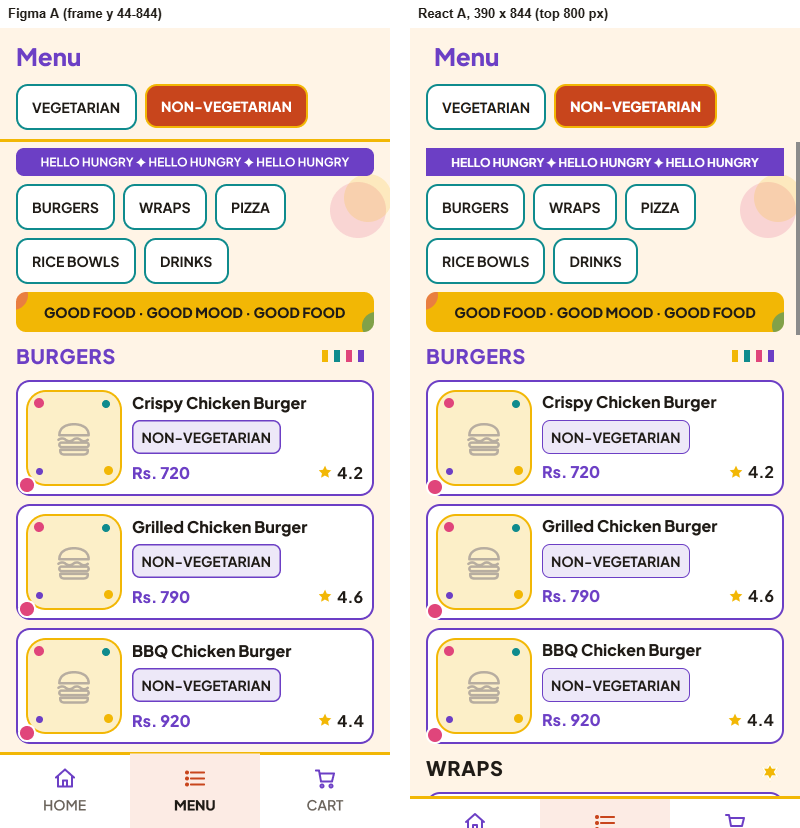 Figma A (frame y 44-844)
Menu
VEGETARIAN
NON-VEGETARIAN
HELLO HUNGRY ✦ HELLO HUNGRY ✦ HELLO HUNGRY
BURGERS
WRAPS
PIZZA
RICE BOWLS
DRINKS
GOOD FOOD · GOOD MOOD · GOOD FOOD
BURGERS
Crispy Chicken Burger
NON-VEGETARIAN
Rs. 720
4.2
Grilled Chicken Burger
NON-VEGETARIAN
Rs. 790
4.6
BBQ Chicken Burger
NON-VEGETARIAN
Rs. 920
4.4
HOME
MENU
CART
React A, 390 x 844 (top 800 px)
Menu
VEGETARIAN
NON-VEGETARIAN
HELLO HUNGRY ✦ HELLO HUNGRY ✦ HELLO HUNGRY
BURGERS
WRAPS
PIZZA
RICE BOWLS
DRINKS
GOOD FOOD · GOOD MOOD · GOOD FOOD
BURGERS
Crispy Chicken Burger
NON-VEGETARIAN
Rs. 720
4.2
Grilled Chicken Burger
NON-VEGETARIAN
Rs. 790
4.6
BBQ Chicken Burger
NON-VEGETARIAN
Rs. 920
4.4
WRAPS